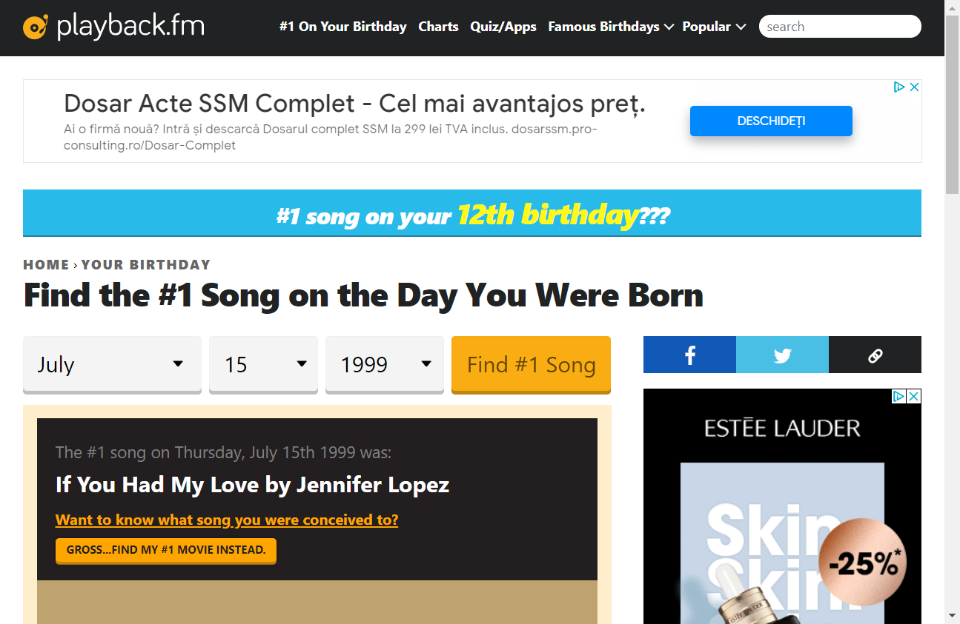 playback.fm
#1 On Your Birthday Charts Quiz/Apps Famous Birthdays Popular search
Dosar Acte SSM Complet - Cel mai avantajos preț.
Ai o firmă nouă? Intră și descarcă Dosarul complet SSM la 299 lei TVA inclus. dosarssm.pro-
consulting.ro/Dosar-Complet
DESCHIDEȚI
#1 song on your 12th birthday???
HOME › YOUR BIRTHDAY
Find the #1 Song on the Day You Were Born
July 15 1999 Find #1 Song
The #1 song on Thursday, July 15th 1999 was:
If You Had My Love by Jennifer Lopez
Want to know what song you were conceived to?
GROSS...FIND MY #1 MOVIE INSTEAD.
ESTĒE LAUDER
Skin
Skin
-25%*